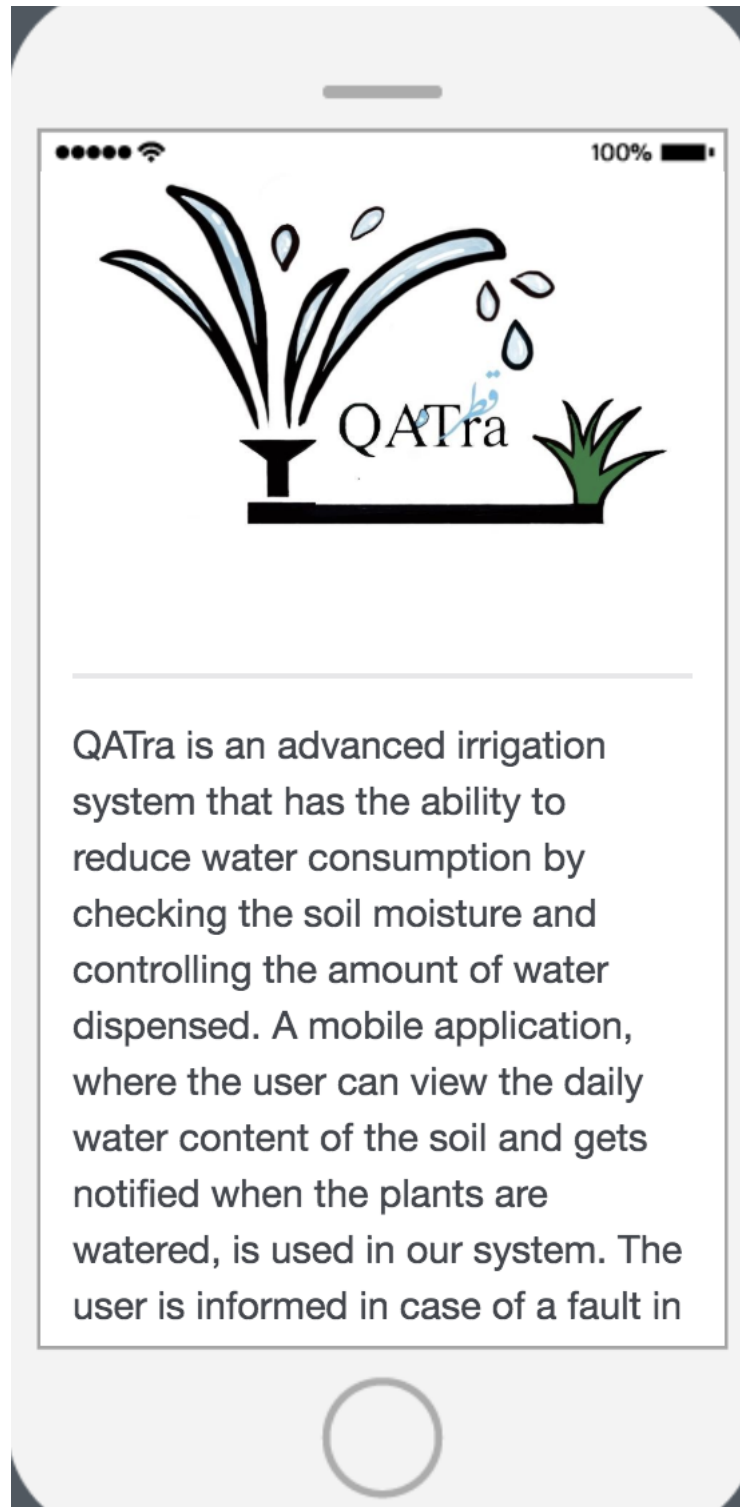 100%
قطرة
QATra
QATra is an advanced irrigation
system that has the ability to
reduce water consumption by
checking the soil moisture and
controlling the amount of water
dispensed. A mobile application,
where the user can view the daily
water content of the soil and gets
notified when the plants are
watered, is used in our system. The
user is informed in case of a fault in